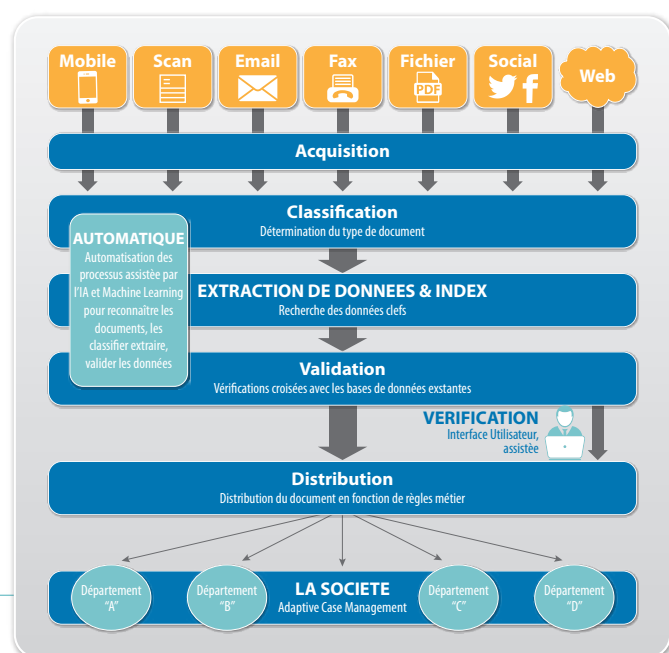 Mobile
Scan
Email
Fax
Fichier
Social
Web
PDF
Acquisition
Classification
Détermination du type de document
AUTOMATIQUE
Automatisation des
processus assistée par
l'IA et Machine Learning
pour reconnaître les
documents, les
classifier extraire,
valider les données
EXTRACTION DE DONNEES & INDEX
Recherche des données clefs
Validation
Vérifications croisées avec les bases de données exstantes
VERIFICATION
Interface Utilisateur,
assistée
Distribution
Distribution du document en fonction de règles métier
Département
"A"
Département
"B"
LA SOCIETE
Adaptive Case Management
Département
"C"
Département
"D"